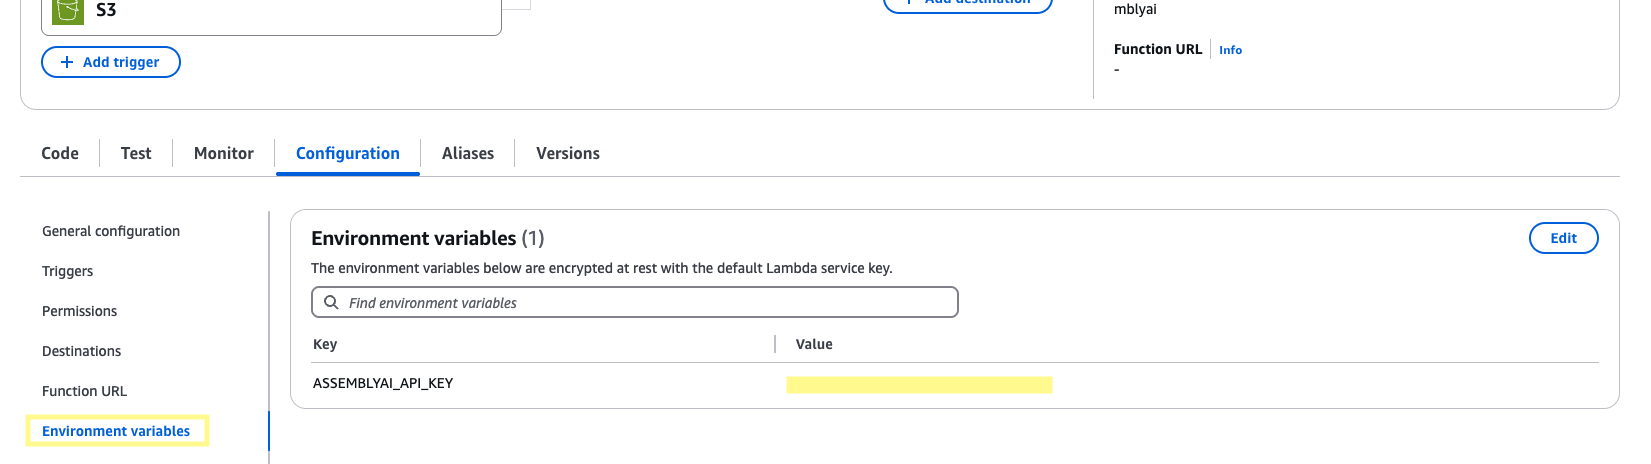 S3
Add destination
mblyai
Function URL Info
-
+ Add trigger
Code Test Monitor Configuration Aliases Versions
General configuration
Triggers
Permissions
Destinations
Function URL
Environment variables
Environment variables (1)
Edit
The environment variables below are encrypted at rest with the default Lambda service key.
Find environment variables
Key Value
ASSEMBLYAI_API_KEY